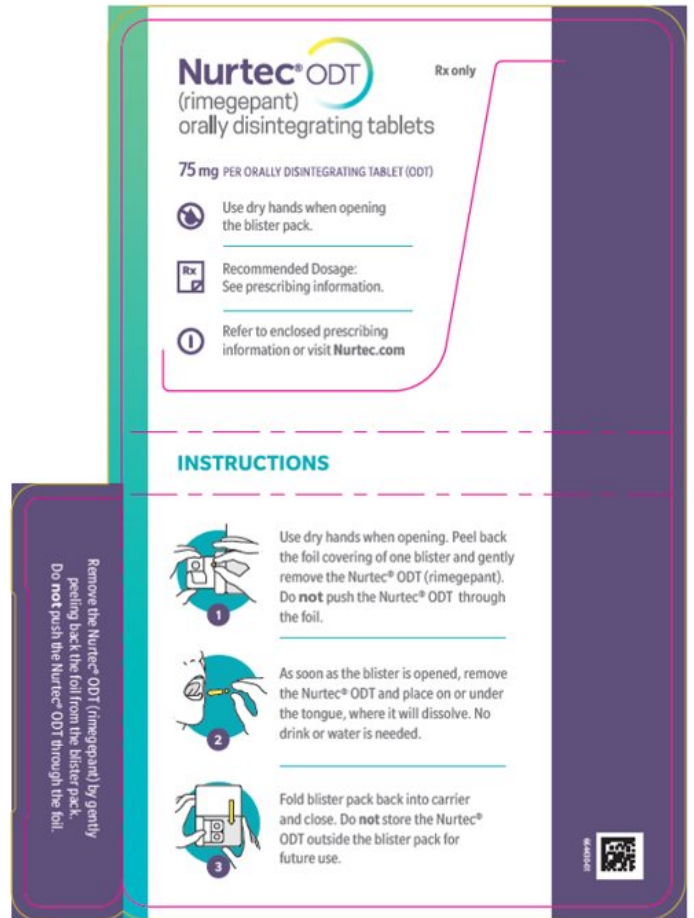 Nurtec® ODT
Rx only
(rimegepant)
orally disintegrating tablets
75 mg PER ORALLY DISINTEGRATING TABLET (ODT)
Use dry hands when opening
the blister pack.
Rx
Recommended Dosage:
See prescribing information.
Refer to enclosed prescribing
information or visit Nurtec.com
INSTRUCTIONS
Use dry hands when opening. Peel back
the foil covering of one blister and gently
remove the Nurtec® ODT (rimegepant).
Do not push the Nurtec® ODT through
the foil.
1
As soon as the blister is opened, remove
the Nurtec® ODT and place on or under
the tongue, where it will dissolve. No
drink or water is needed.
2
Fold blister pack back into carrier
and close. Do not store the Nurtec®
ODT outside the blister pack for
future use.
3
Remove the Nurtec® ODT (rimegepant) by gently
peeling back the foil from the blister pack.
Do not push the Nurtec® ODT through the foil.